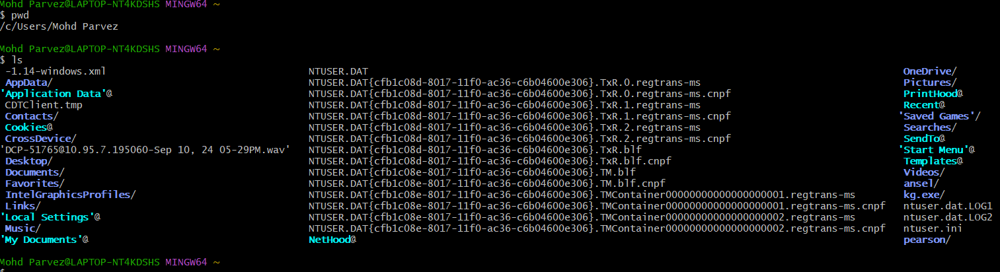 Mohd Parvez@LAPTOP-NT4KDSHS MINGW64 ~
$ pwd
/c/Users/Mohd Parvez
Mohd Parvez@LAPTOP-NT4KDSHS MINGW64 ~
$ ls
-1.14-windows.xml NTUSER.DAT OneDrive/
AppData/ NTUSER.DAT{cfb1c08d-8017-11f0-ac36-c6b04600e306}.TxR.0.regtrans-ms Pictures/
'Application Data'@ NTUSER.DAT{cfb1c08d-8017-11f0-ac36-c6b04600e306}.TxR.0.regtrans-ms.cnpf PrintHood@
CDTClient.tmp NTUSER.DAT{cfb1c08d-8017-11f0-ac36-c6b04600e306}.TxR.1.regtrans-ms Recent@
Contacts/ NTUSER.DAT{cfb1c08d-8017-11f0-ac36-c6b04600e306}.TxR.1.regtrans-ms.cnpf 'Saved Games'/
Cookies@ NTUSER.DAT{cfb1c08d-8017-11f0-ac36-c6b04600e306}.TxR.2.regtrans-ms Searches/
CrossDevice/ NTUSER.DAT{cfb1c08d-8017-11f0-ac36-c6b04600e306}.TxR.2.regtrans-ms.cnpf SendTo@
'DCP-51765@10.95.7.195060-Sep 10, 24 05-29PM.wav' NTUSER.DAT{cfb1c08d-8017-11f0-ac36-c6b04600e306}.TxR.blf 'Start Menu'@
Desktop/ NTUSER.DAT{cfb1c08d-8017-11f0-ac36-c6b04600e306}.TxR.blf.cnpf Templates@
Documents/ NTUSER.DAT{cfb1c08e-8017-11f0-ac36-c6b04600e306}.TM.blf Videos/
Favorites/ NTUSER.DAT{cfb1c08e-8017-11f0-ac36-c6b04600e306}.TM.blf.cnpf ansel/
IntelGraphicsProfiles/ NTUSER.DAT{cfb1c08e-8017-11f0-ac36-c6b04600e306}.TMContainer00000000000000000001.regtrans-ms kg.exe/
Links/ NTUSER.DAT{cfb1c08e-8017-11f0-ac36-c6b04600e306}.TMContainer00000000000000000001.regtrans-ms.cnpf ntuser.dat.LOG1
'Local Settings'@ NTUSER.DAT{cfb1c08e-8017-11f0-ac36-c6b04600e306}.TMContainer00000000000000000002.regtrans-ms ntuser.dat.LOG2
Music/ NTUSER.DAT{cfb1c08e-8017-11f0-ac36-c6b04600e306}.TMContainer00000000000000000002.regtrans-ms.cnpf ntuser.ini
'My Documents'@ NetHood@ pearson/
Mohd Parvez@LAPTOP-NT4KDSHS MINGW64 ~